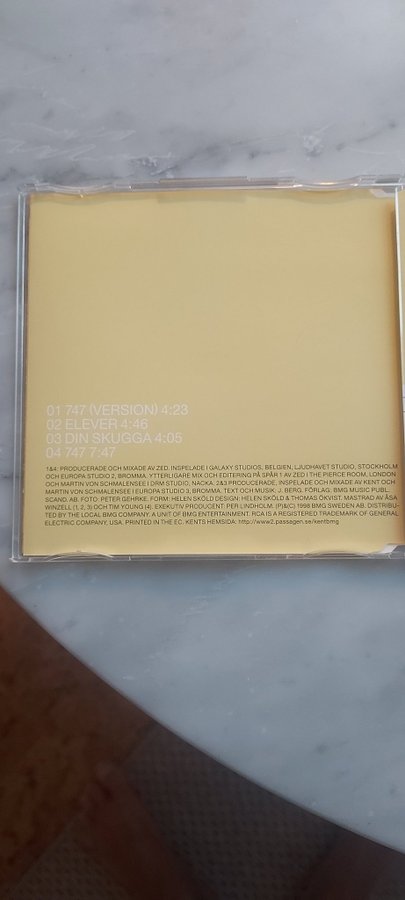 01 747 (VERSION) 4:23
02 ELEVER 4:46
03 DIN SKUGGA 4:05
04 747 7:47
1&4: PRODUCERADE OCH MIXADE AV ZED. INSPELADE I GALAXY STUDIOS, BELGIEN, LJUDHAVET STUDIO, STOCKHOLM
OCH EUROPA STUDIO 2, BROMMA. YTTERLIGARE MIX OCH EDITERING PÅ SPÅR 1 AV ZED I THE PIERCE ROOM, LONDON
OCH MARTIN VON SCHMALENSEE I DRM STUDIO, NACKA. 2&3 PRODUCERADE, INSPELADE OCH MIXADE AV KENT OCH
MARTIN VON SCHMALENSEE I EUROPA STUDIO 3, BROMMA. TEXT OCH MUSIK: J. BERG. FÖRLAG: BMG MUSIC PUBL.
SCAND. AB. FOTO: PETER GEHRKE. FORM: HELEN SKÖLD DESIGN; HELEN SKÖLD & THOMAS ÖKVIST. MASTRAD AV ÅSA
WINZELL (1, 2, 3) OCH TIM YOUNG (4). EXEKUTIV PRODUCENT: PER LINDHOLM. (P)&(C) 1998 BMG SWEDEN AB. DISTRIBU-
TED BY THE LOCAL BMG COMPANY. A UNIT OF BMG ENTERTAINMENT. RCA IS A REGISTERED TRADEMARK OF GENERAL
ELECTRIC COMPANY, USA. PRINTED IN THE EC. KENTS HEMSIDA: http://www2.passagen.se/kentbmg